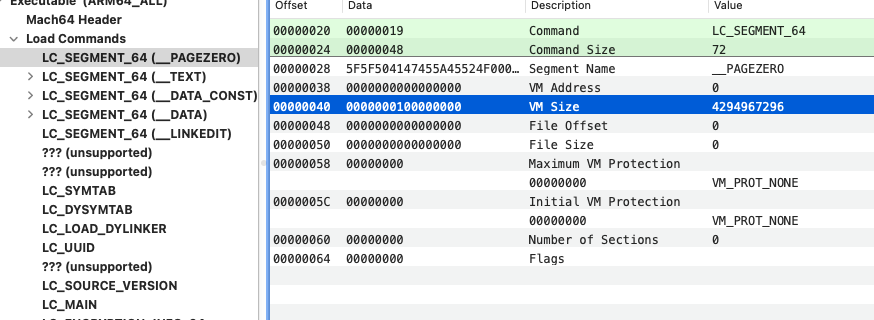 Executable (ARM64_ALL)
Mach64 Header
Load Commands
LC_SEGMENT_64 (__PAGEZERO)
LC_SEGMENT_64 (__TEXT)
LC_SEGMENT_64 (__DATA_CONST)
LC_SEGMENT_64 (__DATA)
LC_SEGMENT_64 (__LINKEDIT)
??? (unsupported)
??? (unsupported)
LC_SYMTAB
LC_DYSYMTAB
LC_LOAD_DYLINKER
LC_UUID
??? (unsupported)
LC_SOURCE_VERSION
LC_MAIN
LC_ENCRYPTION_INFO_64
Offset Data Description Value
00000020 00000019 Command LC_SEGMENT_64
00000024 00000048 Command Size 72
00000028 5F5F504147455A45524F000… Segment Name __PAGEZERO
00000038 0000000000000000 VM Address 0
00000040 0000000100000000 VM Size 4294967296
00000048 0000000000000000 File Offset 0
00000050 0000000000000000 File Size 0
00000058 00000000 Maximum VM Protection
00000000 VM_PROT_NONE
0000005C 00000000 Initial VM Protection
00000000 VM_PROT_NONE
00000060 00000000 Number of Sections 0
00000064 00000000 Flags